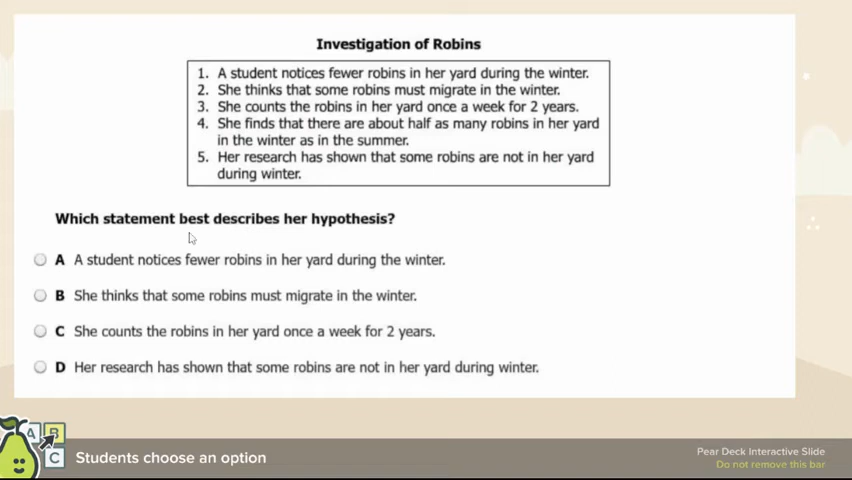 Investigation of Robins
1. A student notices fewer robins in her yard during the winter.
2. She thinks that some robins must migrate in the winter.
3. She counts the robins in her yard once a week for 2 years.
4. She finds that there are about half as many robins in her yard
in the winter as in the summer.
5. Her research has shown that some robins are not in her yard
during winter.
Which statement best describes her hypothesis?
A A student notices fewer robins in her yard during the winter.
B She thinks that some robins must migrate in the winter.
C She counts the robins in her yard once a week for 2 years.
D Her research has shown that some robins are not in her yard during winter.
A B
C
Students choose an option
Pear Deck Interactive Slide
Do not remove this bar